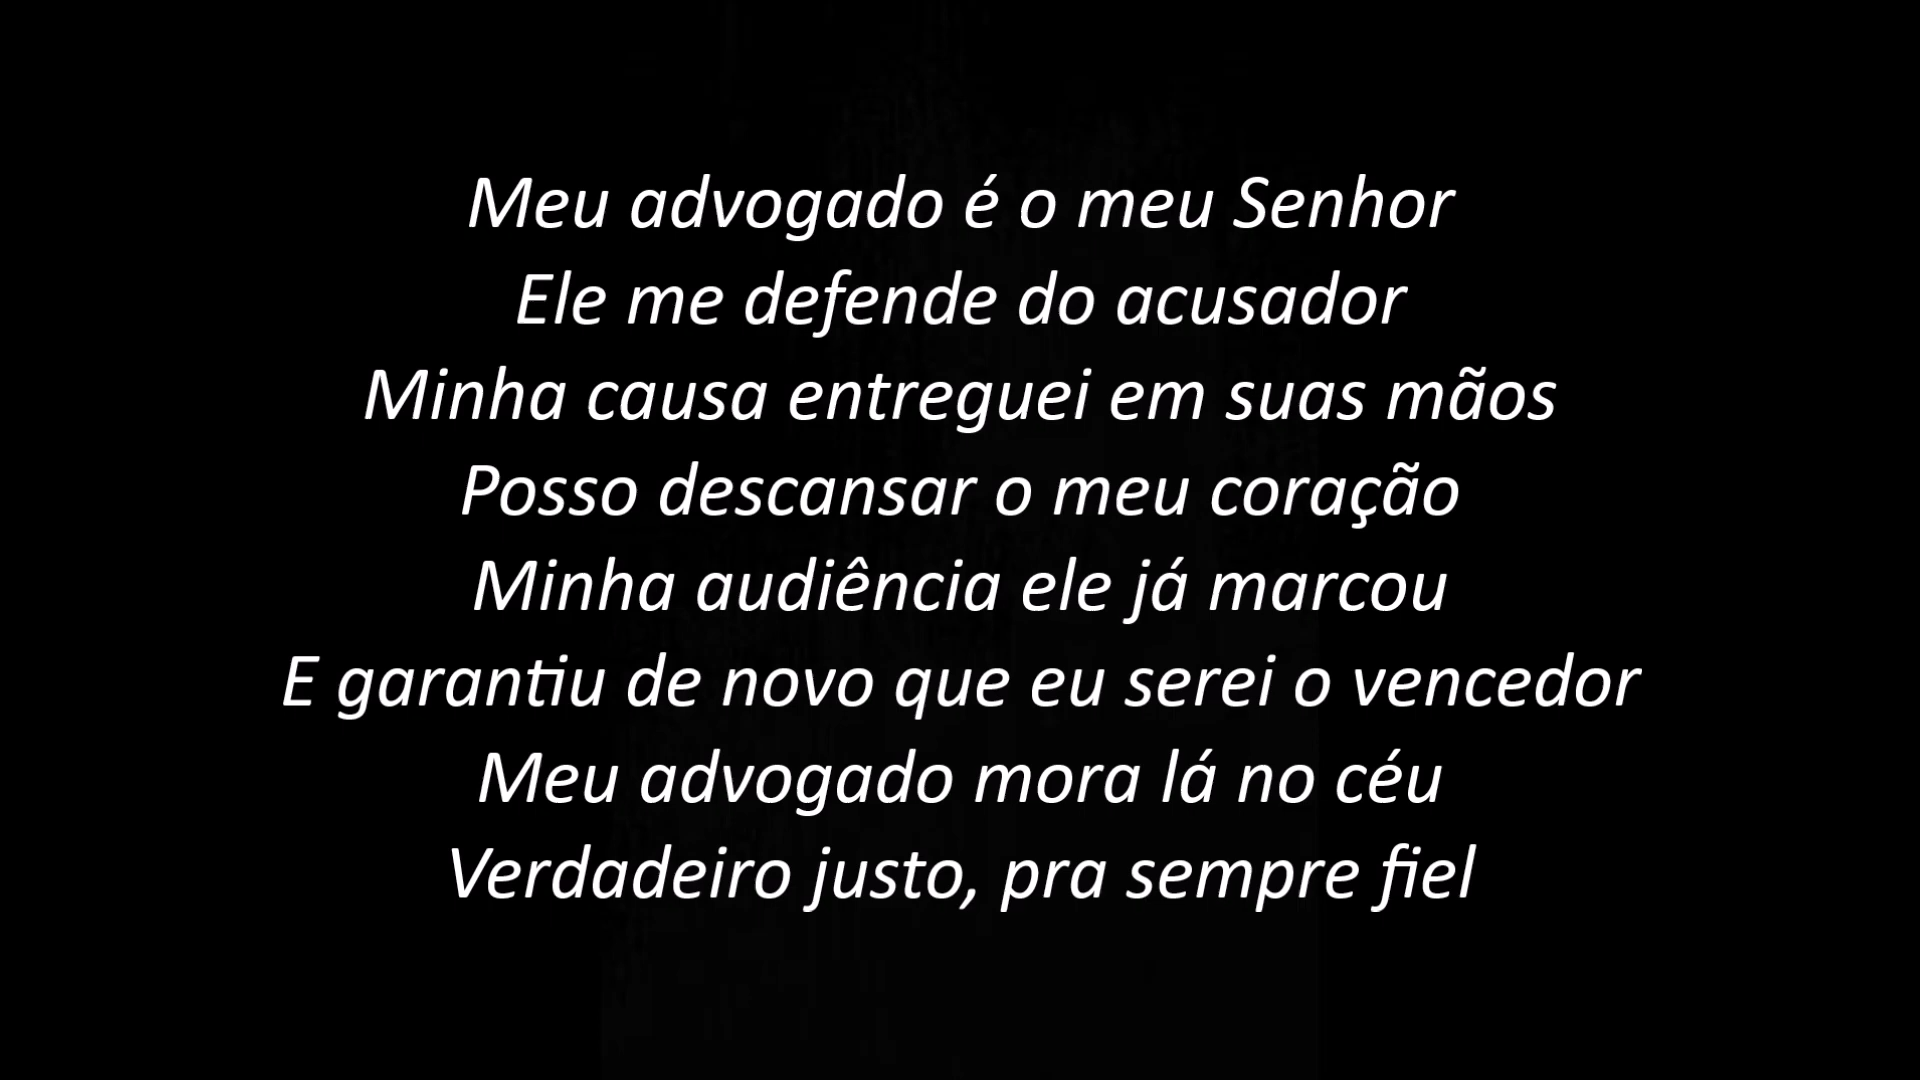 Meu advogado é o meu Senhor
Ele me defende do acusador
Minha causa entreguei em suas mãos
Posso descansar o meu coração
Minha audiência ele já marcou
E garantiu de novo que eu serei o vencedor
Meu advogado mora lá no céu
Verdadeiro justo, pra sempre fiel